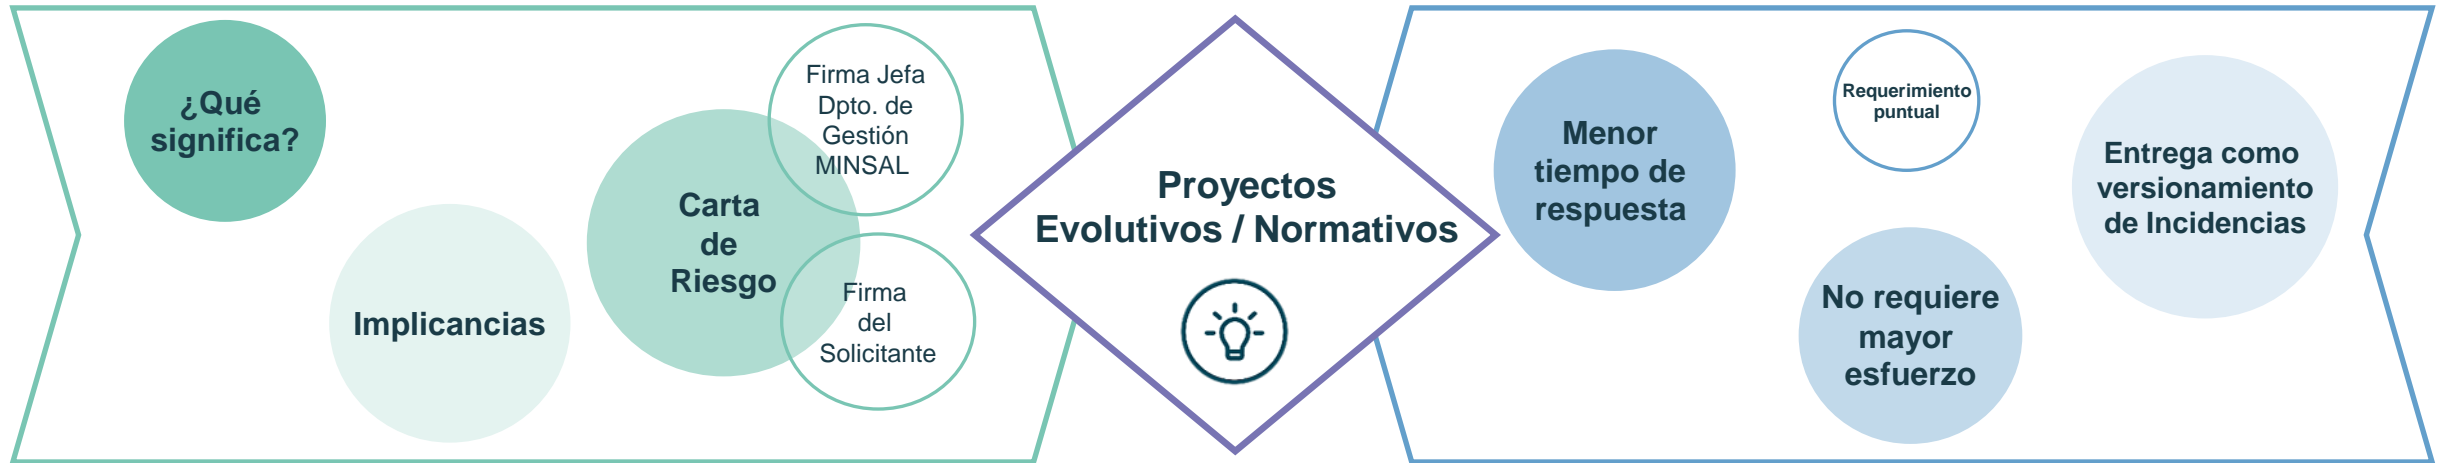 ¿Qué
significa?
Implicancias
Carta
de
Riesgo
Firma Jefa
Dpto. de
Gestión
MINSAL
Firma
del
Solicitante
Proyectos
Evolutivos / Normativos
Menor
tiempo de
respuesta
Requerimiento
puntual
No requiere
mayor
esfuerzo
Entrega como
versionamiento
de Incidencias